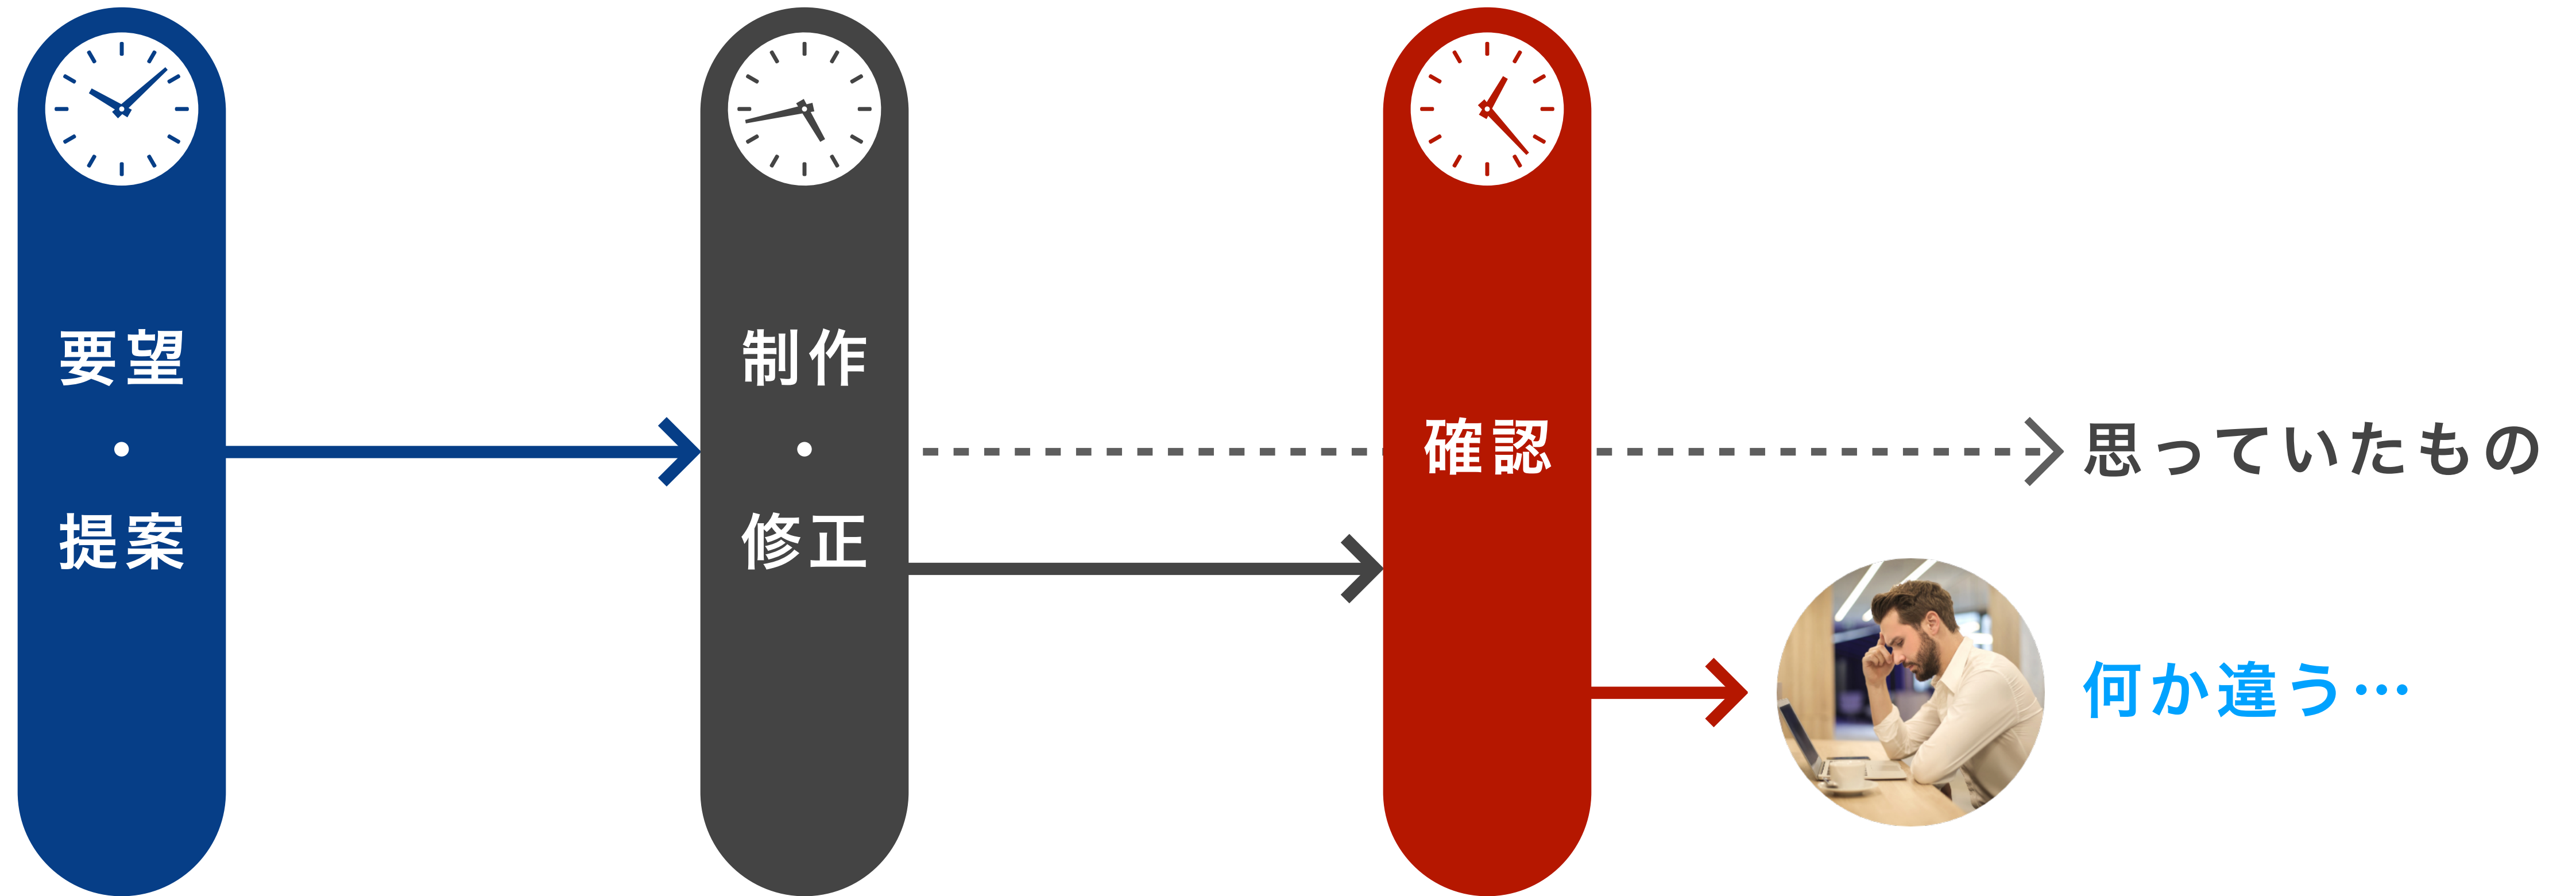 要望
・
提案
制作
・
修正
確認
思っていたもの
何か違う…